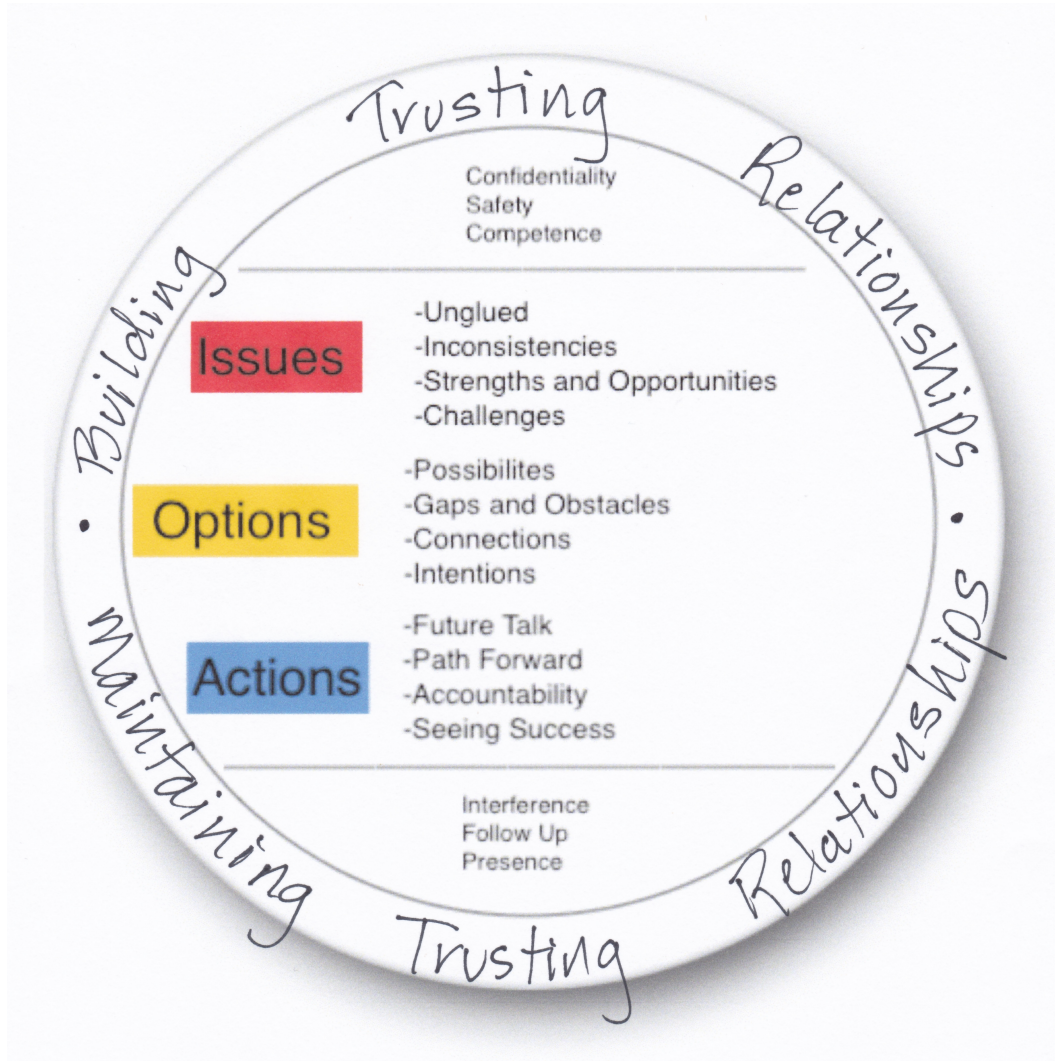 Building Trusting Relationships
Confidentiality
Safety
Competence
Issues
-Unglued
-Inconsistencies
-Strengths and Opportunities
-Challenges
Options
-Possibilites
-Gaps and Obstacles
-Connections
-Intentions
Actions
-Future Talk
-Path Forward
-Accountability
-Seeing Success
Interference
Follow Up
Presence
Maintaining Trusting Relationships